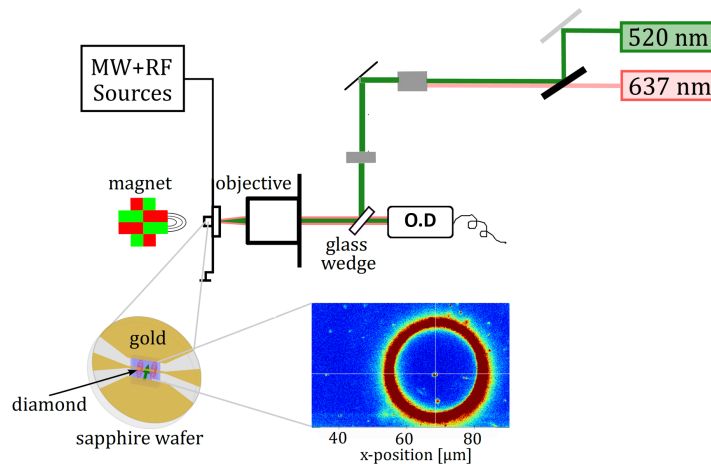 520 nm
MW+RF
Sources
637 nm
magnet
objective
O.D
glass
wedge
gold
diamond
sapphire wafer
40 60 80
x-position [μm]